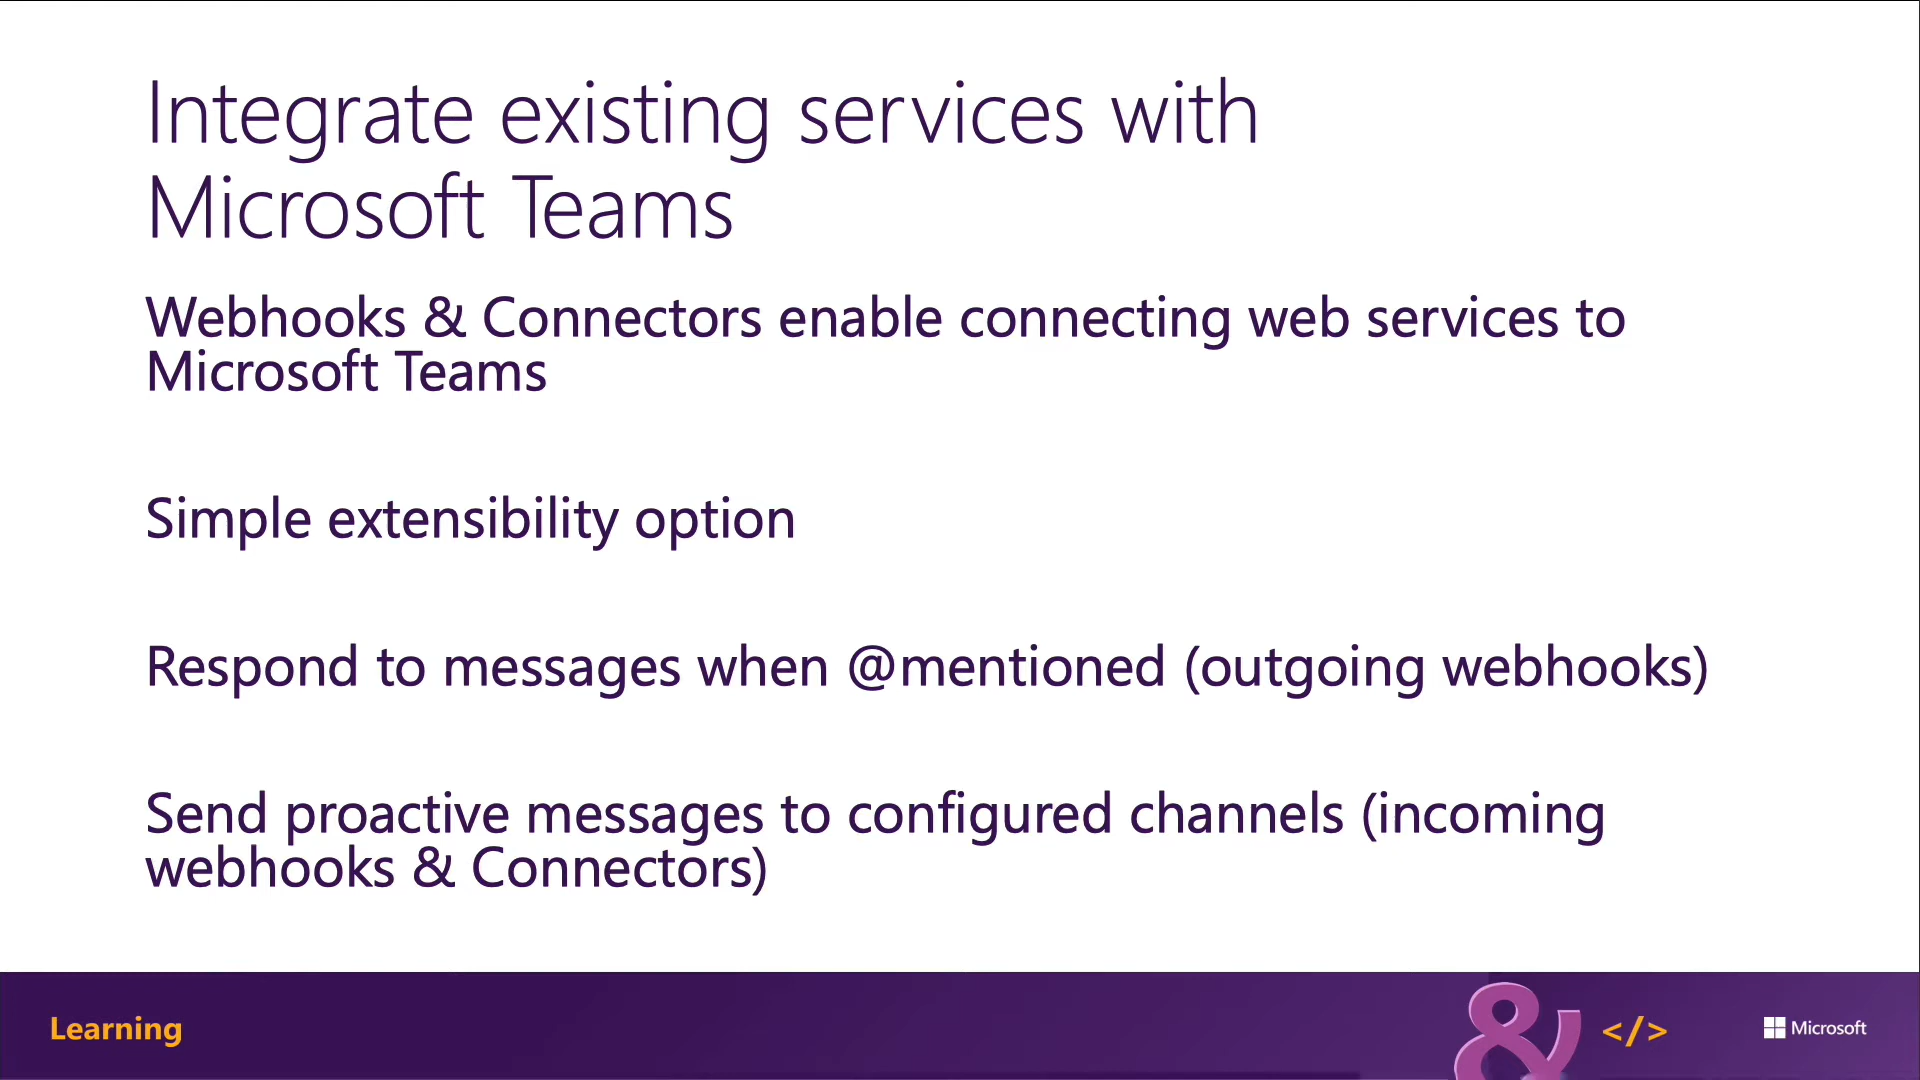 Integrate existing services with
Microsoft Teams
Webhooks & Connectors enable connecting web services to
Microsoft Teams
Simple extensibility option
Respond to messages when @mentioned (outgoing webhooks)
Send proactive messages to configured channels (incoming
webhooks & Connectors)
Learning
& </>
Microsoft